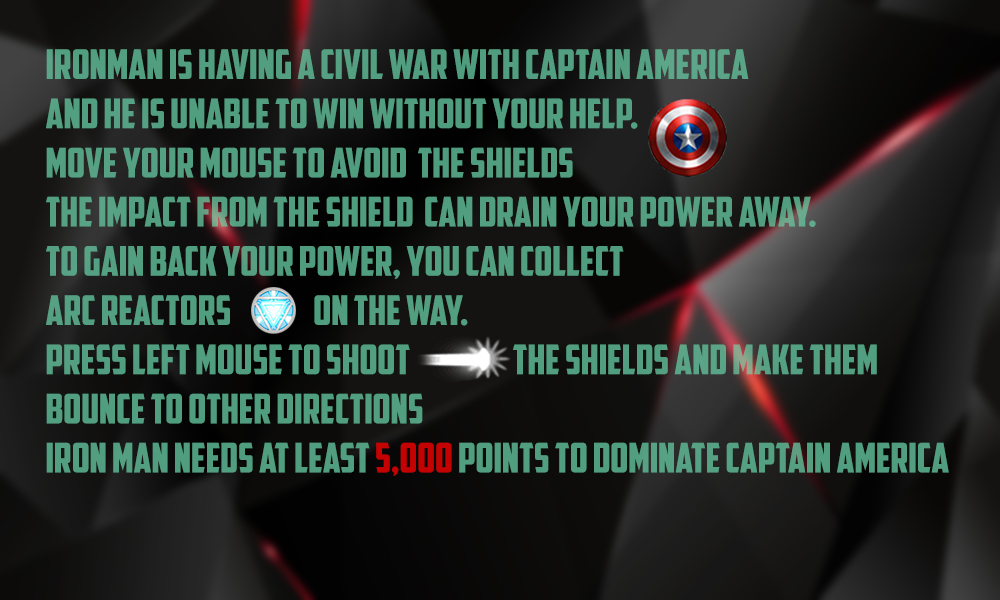 IRONMAN IS HAVING A CIVIL WAR WITH CAPTAIN AMERICA
AND HE IS UNABLE TO WIN WITHOUT YOUR HELP.
MOVE YOUR MOUSE TO AVOID THE SHIELDS
THE IMPACT FROM THE SHIELD CAN DRAIN YOUR POWER AWAY.
TO GAIN BACK YOUR POWER, YOU CAN COLLECT
ARC REACTORS ON THE WAY.
PRESS LEFT MOUSE TO SHOOT THE SHIELDS AND MAKE THEM
BOUNCE TO OTHER DIRECTIONS
IRON MAN NEEDS AT LEAST 5,000 POINTS TO DOMINATE CAPTAIN AMERICA